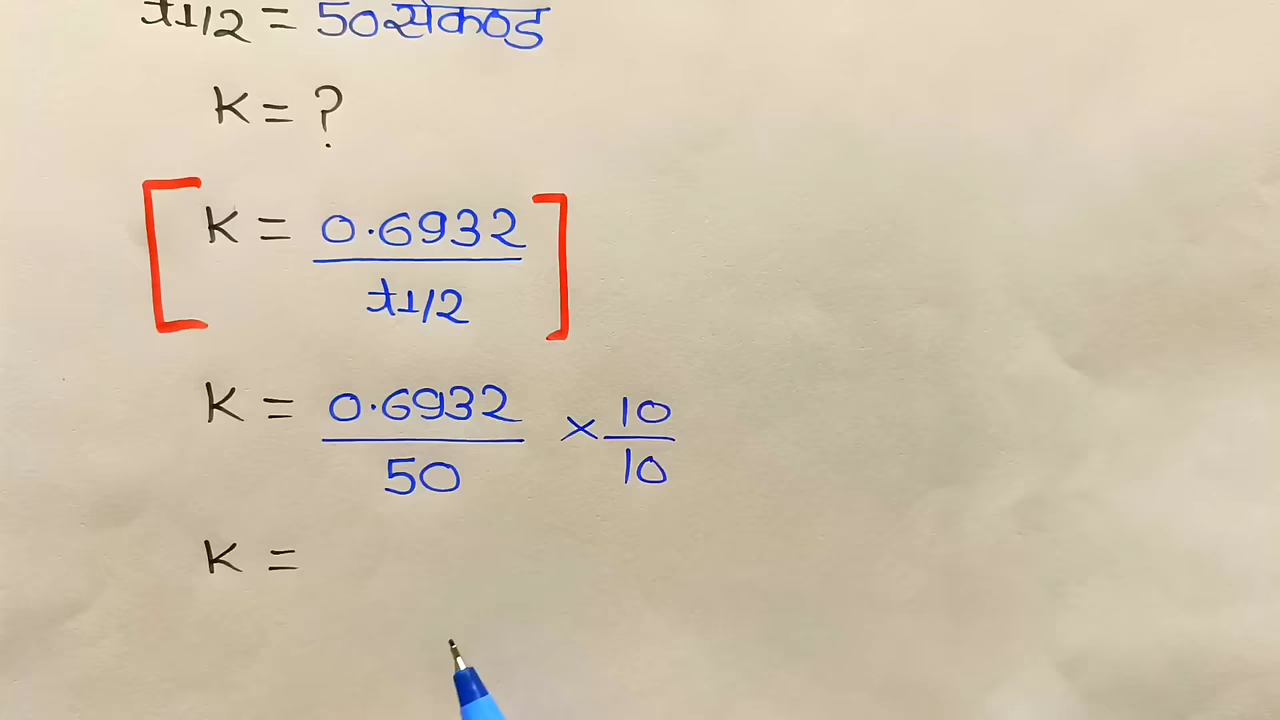 t1/2 = 50 सेकण्ड
K = ?
K = 0.6932
t1/2
K = 0.6932 × 10
50 10
K =